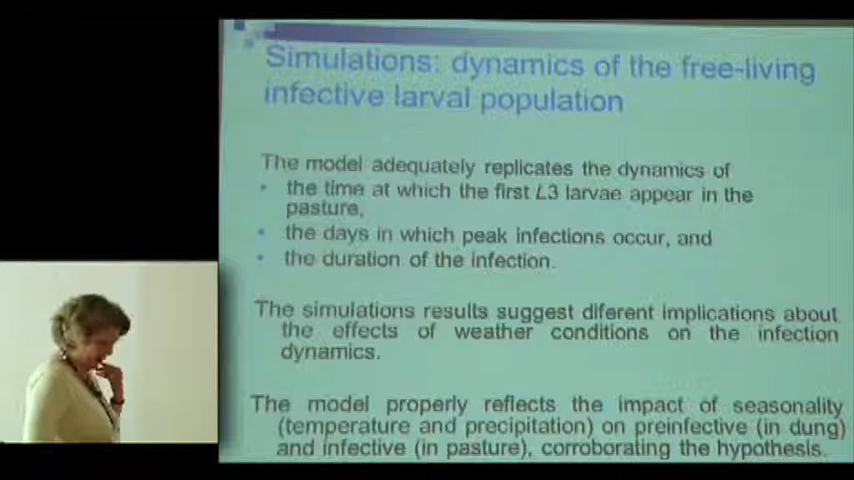 Simulations: dynamics of the free-living
infective larval population
The model adequately replicates the dynamics of
• the time at which the first L3 larvae appear in the
pasture,
• the days in which peak infections occur, and
• the duration of the infection.
The simulations results suggest diferent implications about
the effects of weather conditions on the infection
dynamics.
The model properly reflects the impact of seasonality
(temperature and precipitation) on preinfective (in dung)
and infective (in pasture), corroborating the hypothesis.